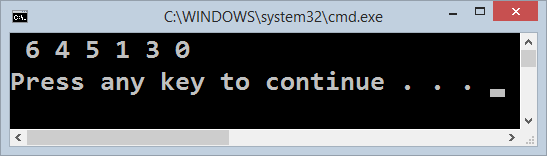 C:\WINDOWS\system32\cmd.exe
6 4 5 1 3 0
Press any key to continue . . .